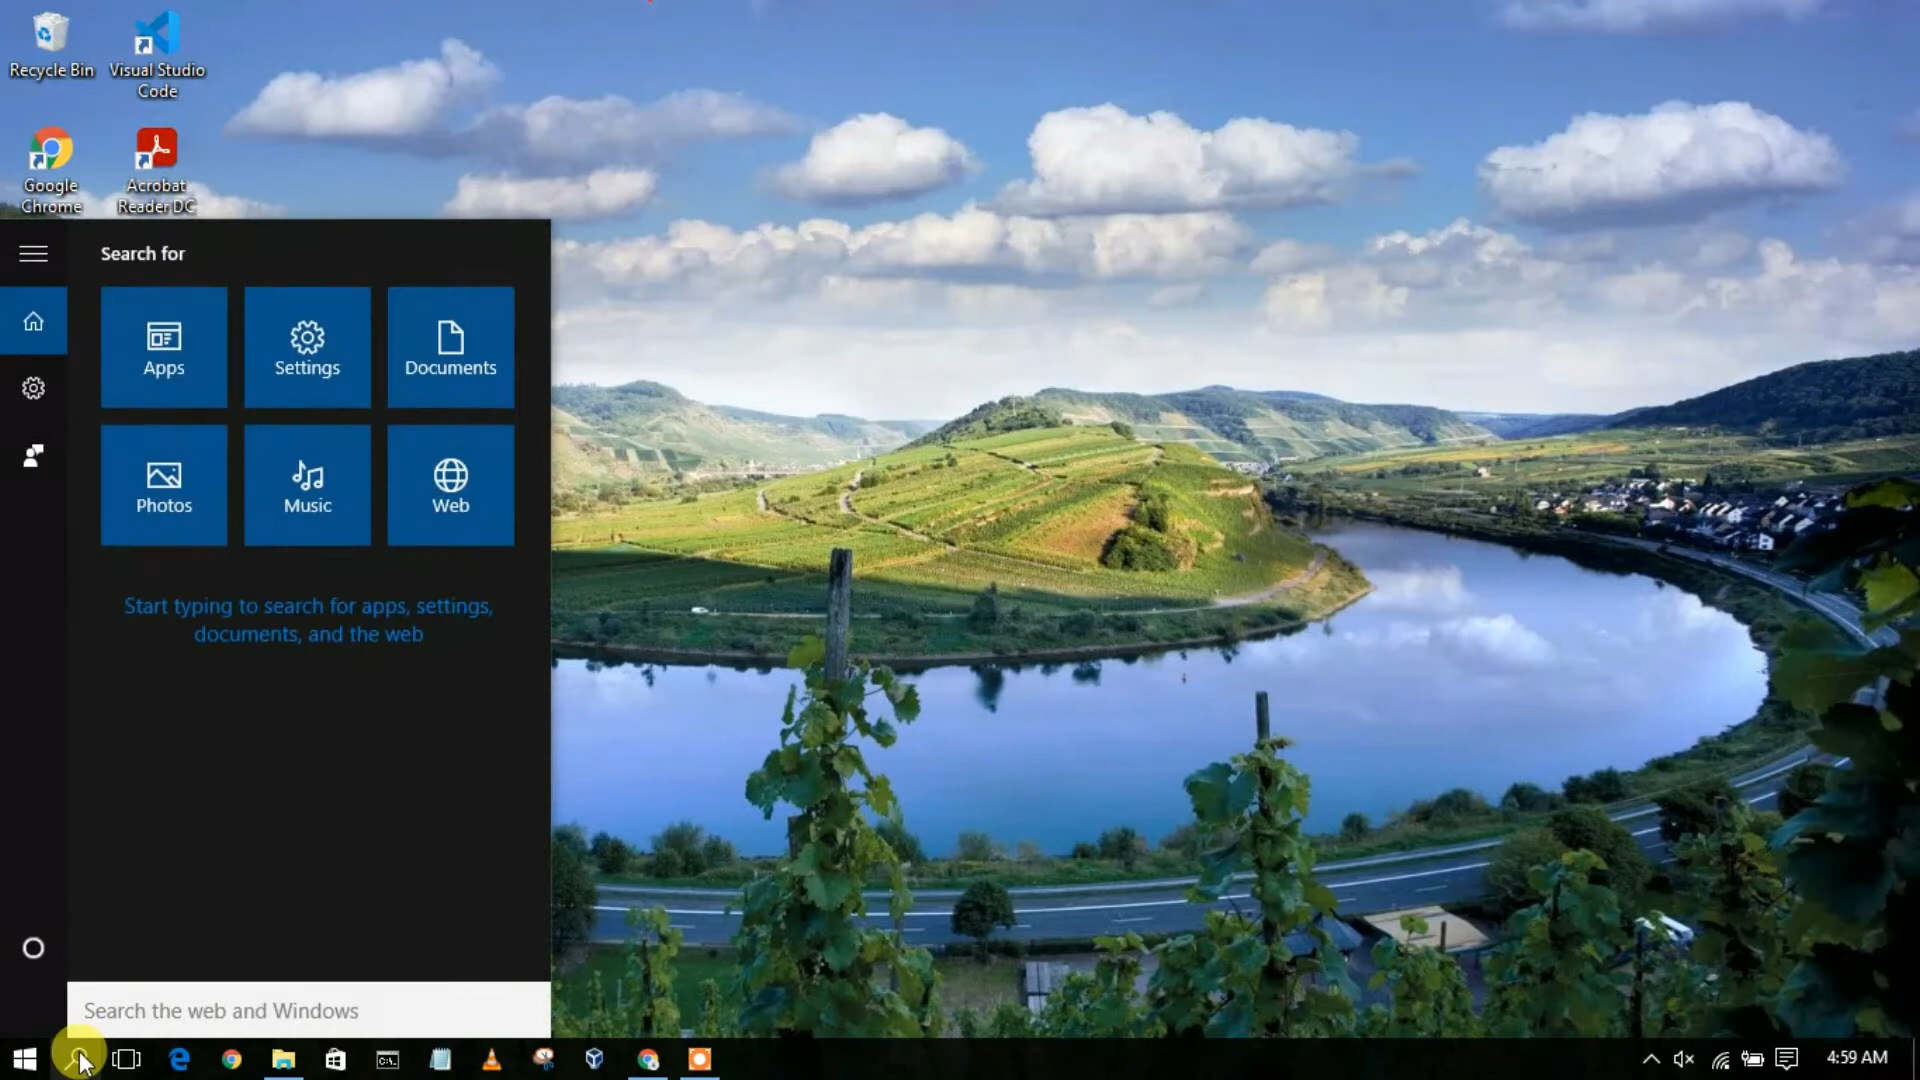 Recycle Bin
Visual Studio
Code
Google
Chrome
Acrobat
Reader DC
Search for
Apps
Settings
Documents
Photos
Music
Web
Start typing to search for apps, settings,
documents, and the web
Search the web and Windows
4:59 AM